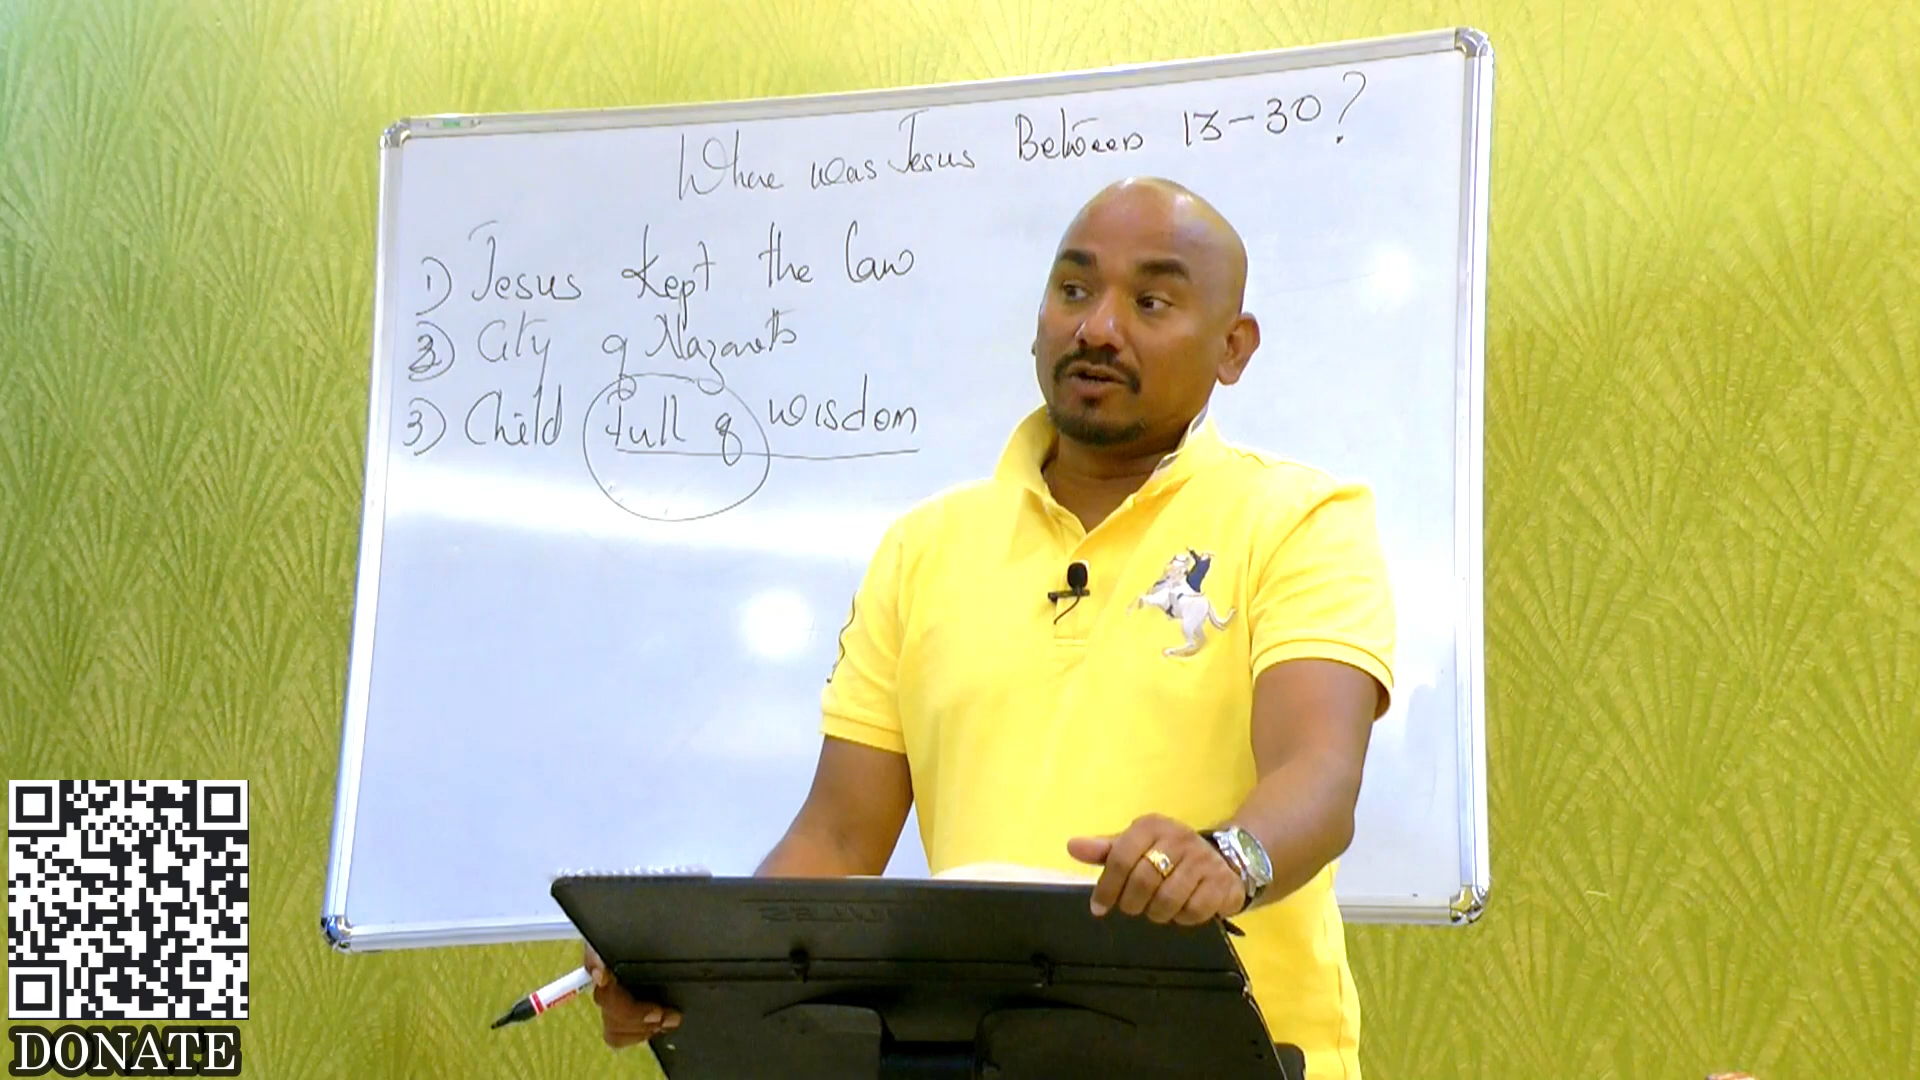 Where was Jesus Between 13-30?
1) Jesus kept the law
2) City of Nazareth
3) Child full of wisdom
DONATE